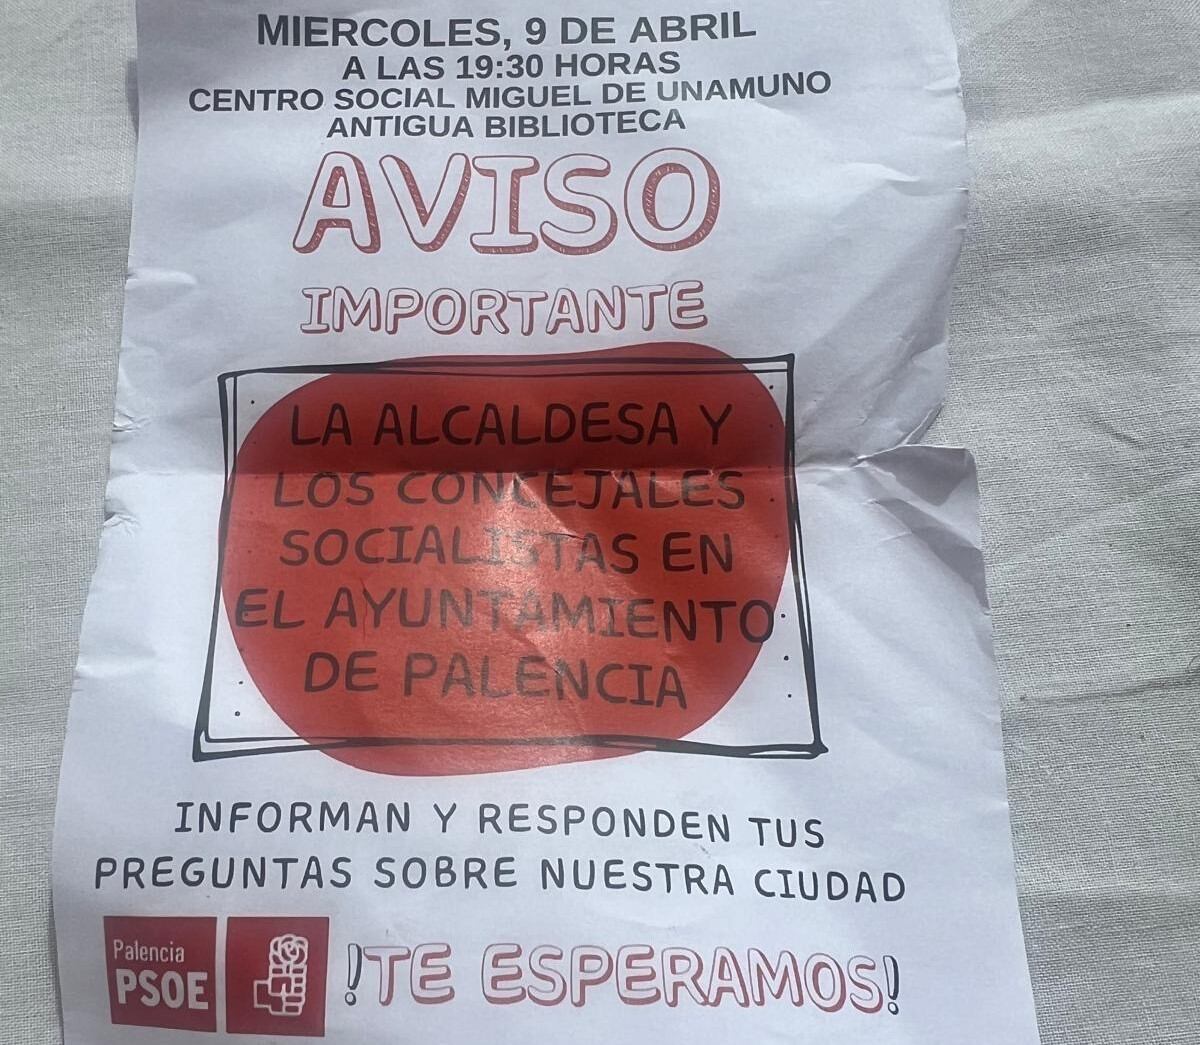 MIERCOLES, 9 DE ABRIL
A LAS 19:30 HORAS
CENTRO SOCIAL MIGUEL DE UNAMUNO
ANTIGUA BIBLIOTECA
AVISO
IMPORTANTE
LA ALCALDESA Y
LOS CONCEJALES
SOCIALISTAS EN
EL AYUNTAMIENTO
DE PALENCIA
INFORMAN Y RESPONDEN TUS
PREGUNTAS SOBRE NUESTRA CIUDAD
Palencia
PSOE
!TE ESPERAMOS!